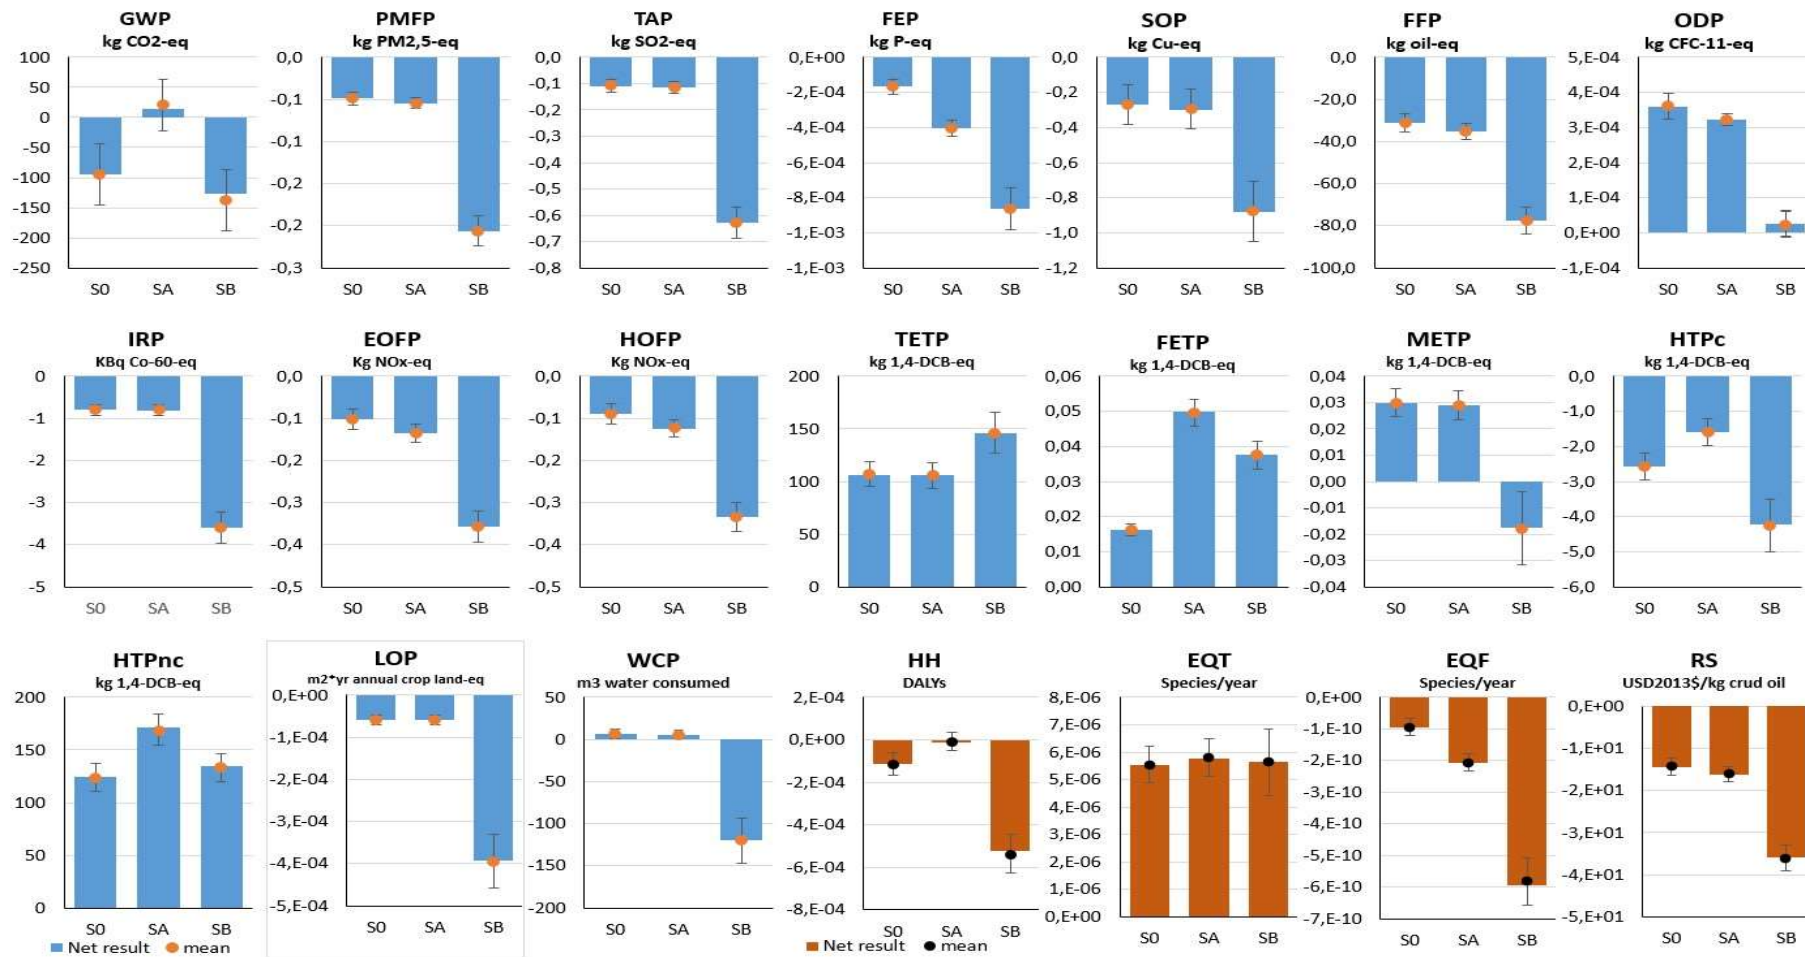 GWP
kg CO2-eq
100
50
0
-50
-100
-150
-200
-250
S0 SA SB
PMFP
kg PM2,5-eq
0,0
-0,1
-0,1
-0,2
-0,2
-0,3
S0 SA SB
TAP
kg SO2-eq
0,0
-0,1
-0,2
-0,3
-0,4
-0,5
-0,6
-0,7
-0,8
S0 SA SB
FEP
kg P-eq
0,E+00
-2,E-04
-4,E-04
-6,E-04
-8,E-04
-1,E-03
-1,E-03
S0 SA SB
SOP
kg Cu-eq
0,0
-0,2
-0,4
-0,6
-0,8
-1,0
-1,2
S0 SA SB
FFP
kg oil-eq
0,0
-20,0
-40,0
-60,0
-80,0
-100,0
S0 SA SB
ODP
kg CFC-11-eq
5,E-04
4,E-04
3,E-04
2,E-04
1,E-04
0,E+00
-1,E-04
S0 SA SB
IRP
KBq Co-60-eq
0
-1
-2
-3
-4
-5
S0 SA SB
EOFP
Kg NOx-eq
0,0
-0,1
-0,2
-0,3
-0,4
-0,5
S0 SA SB
HOFP
Kg NOx-eq
0,0
-0,1
-0,2
-0,3
-0,4
-0,5
S0 SA SB
TETP
kg 1,4-DCB-eq
200
150
100
50
0
S0 SA SB
FETP
kg 1,4-DCB-eq
0,06
0,05
0,04
0,03
0,02
0,01
0,00
S0 SA SB
METP
kg 1,4-DCB-eq
0,04
0,03
0,02
0,01
0,00
-0,01
-0,02
-0,03
-0,04
S0 SA SB
HTPc
kg 1,4-DCB-eq
0,0
-1,0
-2,0
-3,0
-4,0
-5,0
-6,0
S0 SA SB
HTPnc
kg 1,4-DCB-eq
200
150
100
50
0
S0 SA SB
LOP
m2*yr annual crop land-eq
0,E+00
-1,E-04
-2,E-04
-3,E-04
-4,E-04
-5,E-04
S0 SA SB
WCP
m3 water consumed
50
0
-50
-100
-150
-200
S0 SA SB
HH
DALYs
2,E-04
0,E+00
-2,E-04
-4,E-04
-6,E-04
-8,E-04
S0 SA SB
EQT
Species/year
8,E-06
7,E-06
6,E-06
5,E-06
4,E-06
3,E-06
2,E-06
1,E-06
0,E+00
S0 SA SB
EQF
Species/year
0,E+00
-1,E-10
-2,E-10
-3,E-10
-4,E-10
-5,E-10
-6,E-10
-7,E-10
S0 SA SB
RS
USD2013$/kg crud oil
0,E+00
-1,E+01
-2,E+01
-3,E+01
-4,E+01
-5,E+01
S0 SA SB
Net result mean
Net result mean